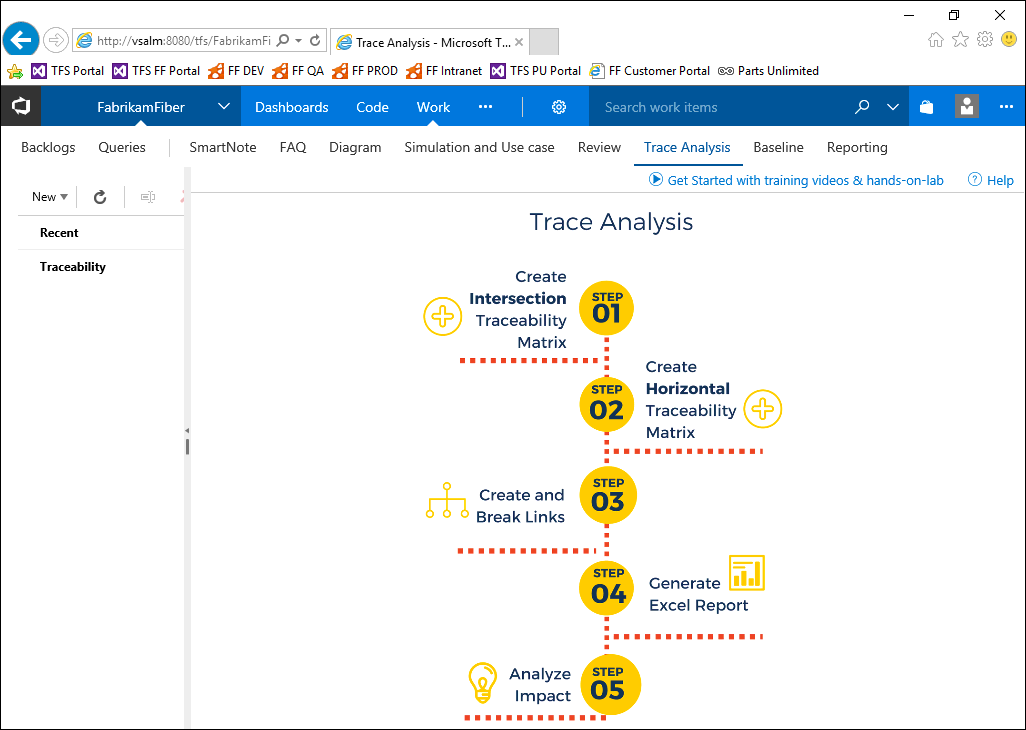 http://vsalm:8080/tfs/FabrikamFi
Trace Analysis - Microsoft T...
TFS Portal TFS FF Portal FF DEV FF QA FF PROD FF Intranet TFS PU Portal FF Customer Portal Parts Unlimited
FabrikamFiber Dashboards Code Work ... Search work items ...
Backlogs Queries SmartNote FAQ Diagram Simulation and Use case Review Trace Analysis Baseline Reporting
Get Started with training videos & hands-on-lab ? Help
New
Recent
Traceability
Trace Analysis
Create
Intersection
Traceability
Matrix
STEP
01
Create
Horizontal
Traceability
Matrix
STEP
02
Create and
Break Links
STEP
03
Generate
Excel Report
STEP
04
Analyze
Impact
STEP
05